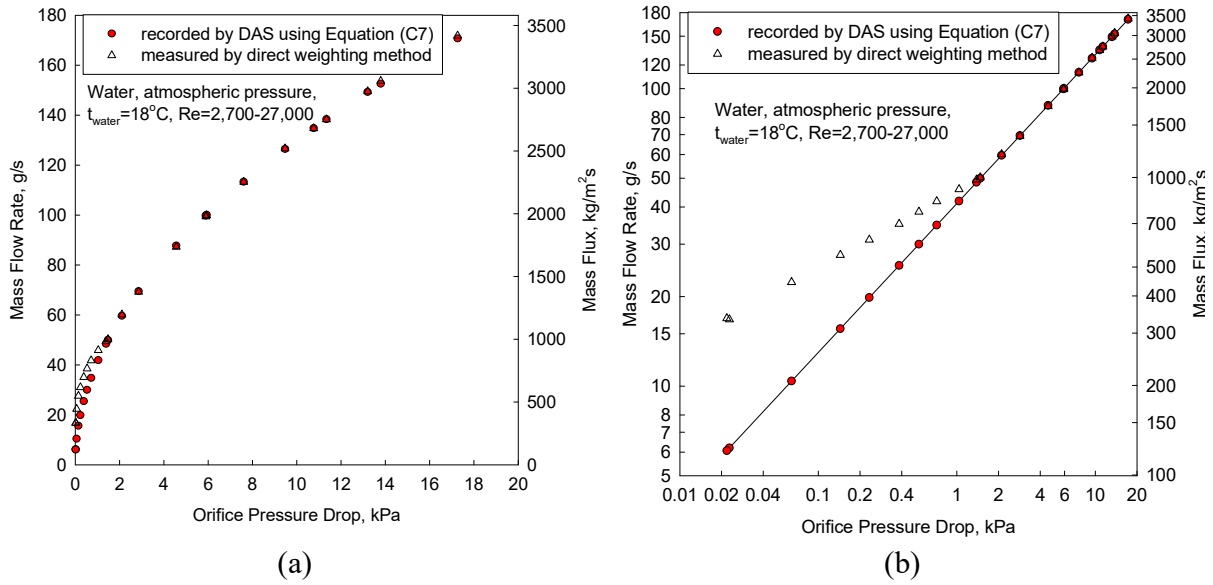 recorded by DAS using Equation (C7)
measured by direct weighting method
Water, atmospheric pressure,
t_water=18°C, Re=2,700-27,000
Mass Flow Rate, g/s
180
160
140
120
100
80
60
40
20
0
Mass Flux, kg/m²s
3500
3000
2500
2000
1500
1000
500
0
0 2 4 6 8 10 12 14 16 18 20
Orifice Pressure Drop, kPa
(a)
recorded by DAS using Equation (C7)
measured by direct weighting method
Water, atmospheric pressure,
t_water=18°C, Re=2,700-27,000
Mass Flow Rate, g/s
180
150
120
100
80
70
60
50
40
30
20
15
10
8
7
6
5
Mass Flux, kg/m²s
3500
3000
2500
2000
1500
1000
700
500
400
300
200
150
100
0.01 0.02 0.04 0.1 0.2 0.4 1 2 4 6 10 20
Orifice Pressure Drop, kPa
(b)